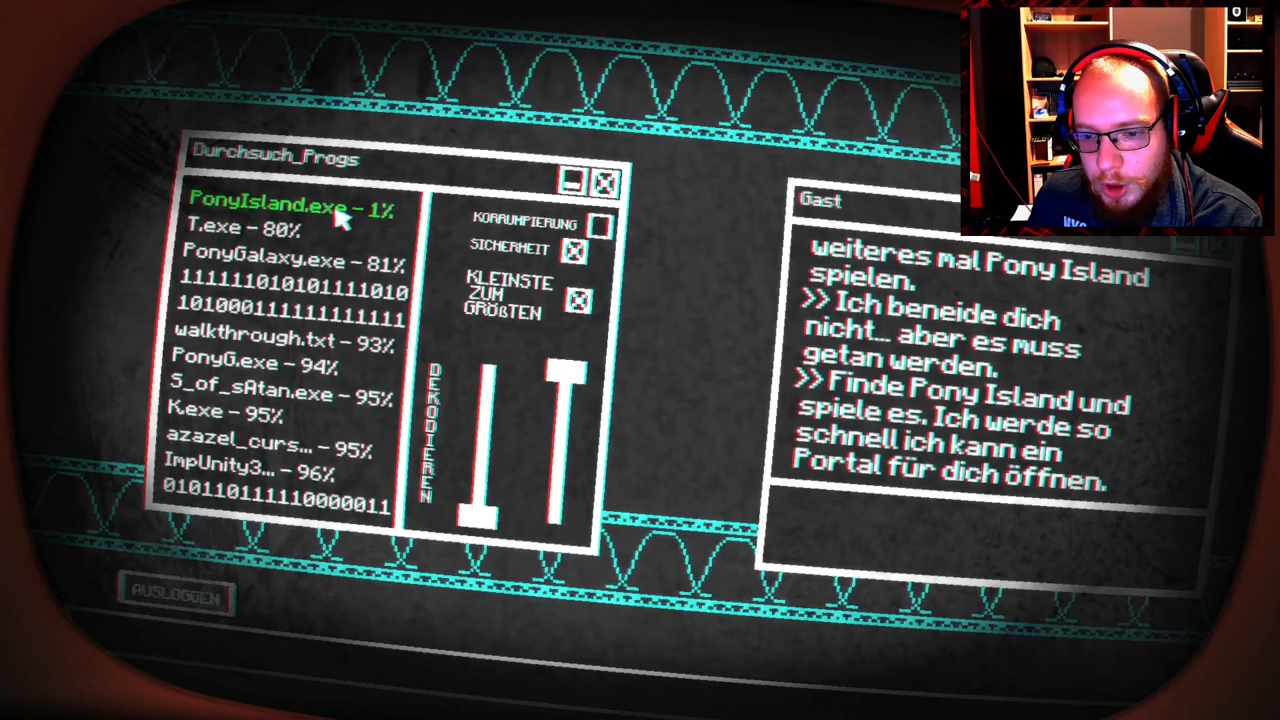 Durchsuch_Progs
PonyIsland.exe - 1%
T.exe - 80%
PonyGalaxy.exe - 81%
111111010101111010
1010001111111111111
walkthrough.txt - 93%
PonyG.exe - 94%
S_of_sAtan.exe - 95%
K.exe - 95%
azazel_curs... - 95%
ImpUnity3... - 96%
0101101111110000011
KORRUMPIERUNG
SICHERHEIT
KLEINSTE
ZUM
GRÖßTEN
DEKODIEREN
AUSLOGGEN
Gast
weiteres mal Pony Island
spielen.
>> Ich beneide dich
nicht... aber es muss
getan werden.
>> Finde Pony Island und
spiele es. Ich werde so
schnell ich kann ein
Portal für dich öffnen.